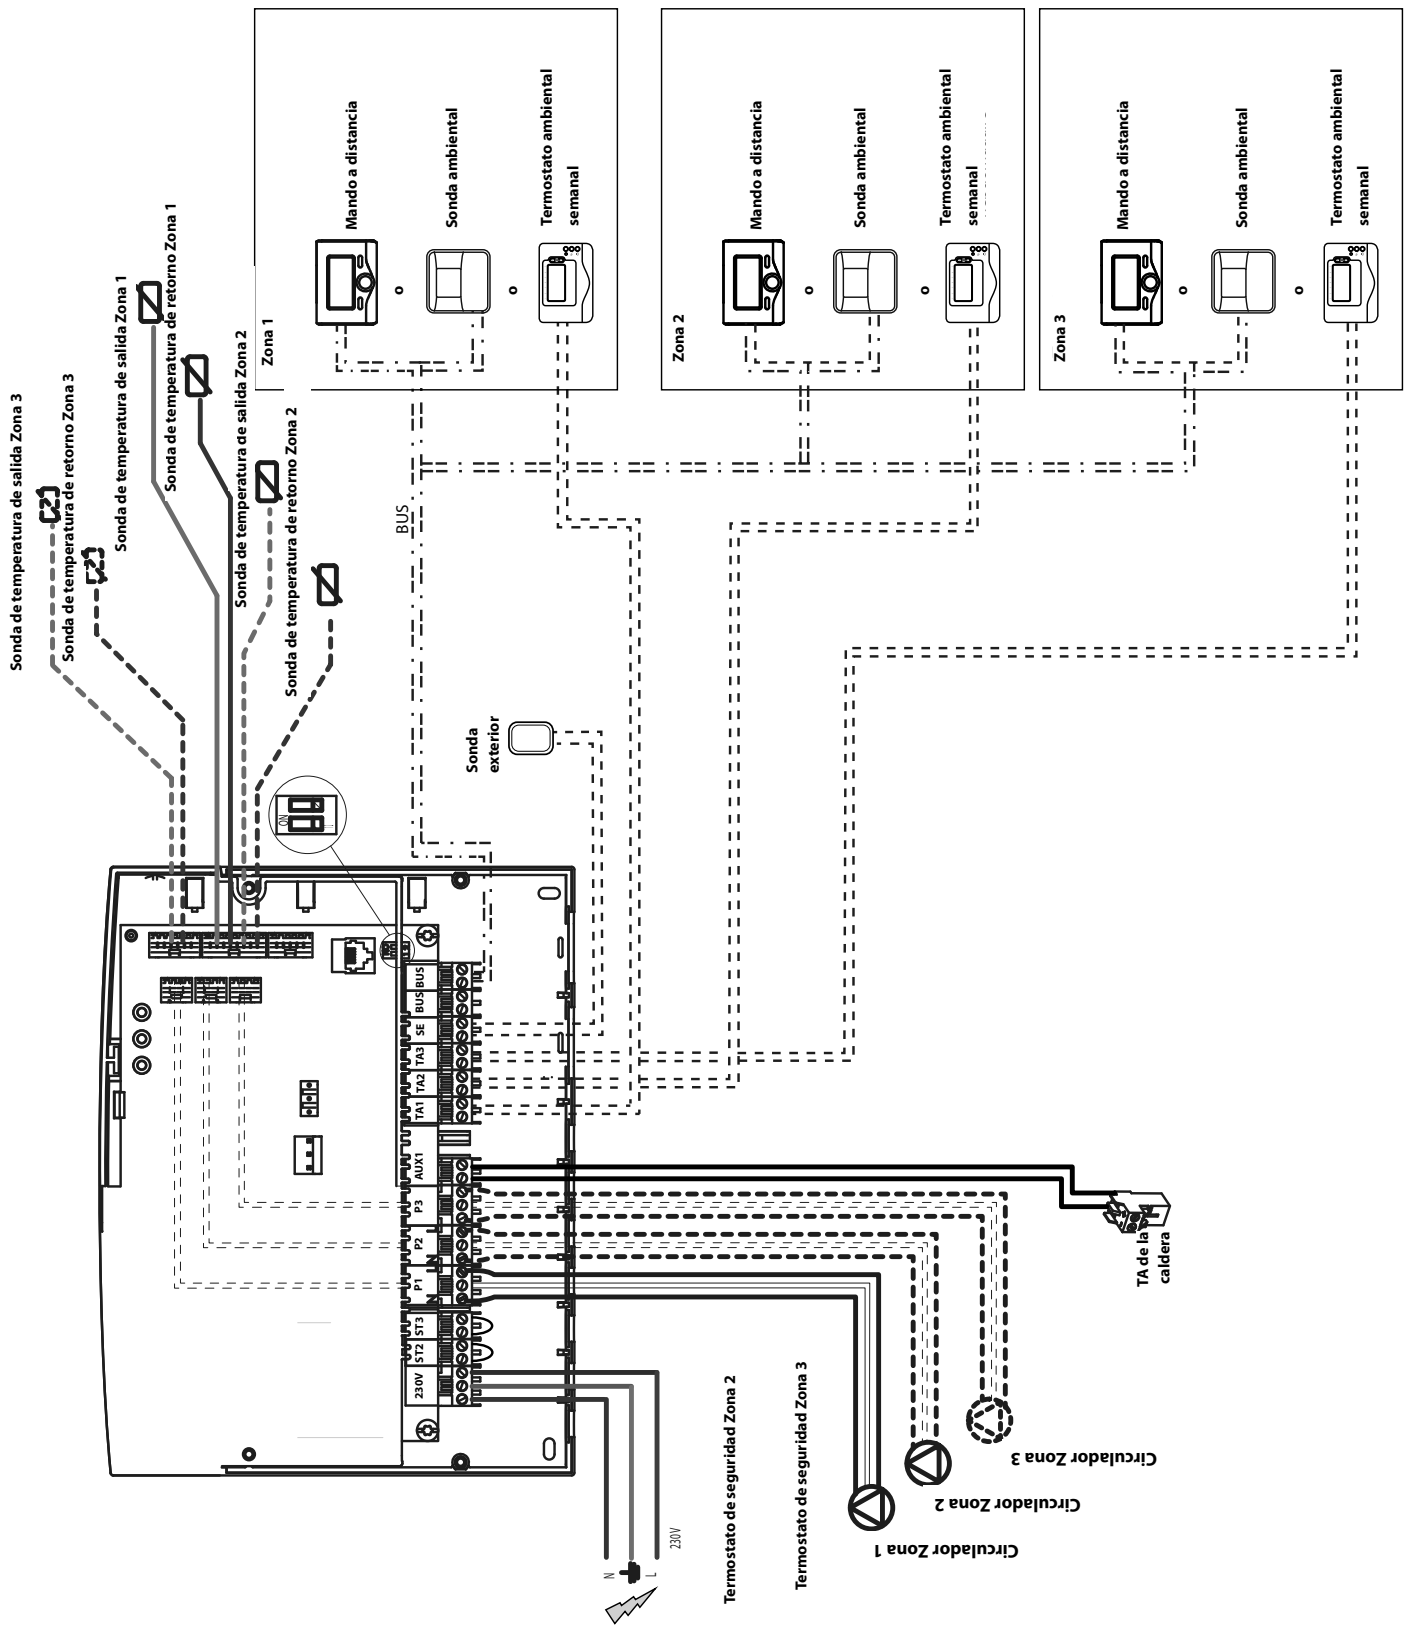 Sonda de temperatura de salida Zona 3
Sonda de temperatura de retorno Zona 3
Sonda de temperatura de salida Zona 1
Sonda de temperatura de retorno Zona 1
Sonda de temperatura de salida Zona 2
Sonda de temperatura de retorno Zona 2
Zona 1
Mando a distancia
o
Sonda ambiental
o
Termostato ambiental
semanal
Zona 2
Mando a distancia
o
Sonda ambiental
o
Termostato ambiental
semanal
Zona 3
Mando a distancia
o
Sonda ambiental
o
Termostato ambiental
semanal
BUS
Sonda
exterior
ON
BUS
BUS
SE
TA3
TA2
TA1
AUX1
P3
P2
P1
ST3
ST2
230V
L
N
L
N
N
L
230V
Termostato de seguridad Zona 2
Termostato de seguridad Zona 3
Circulador Zona 1
Circulador Zona 2
Circulador Zona 3
TA de la
caldera